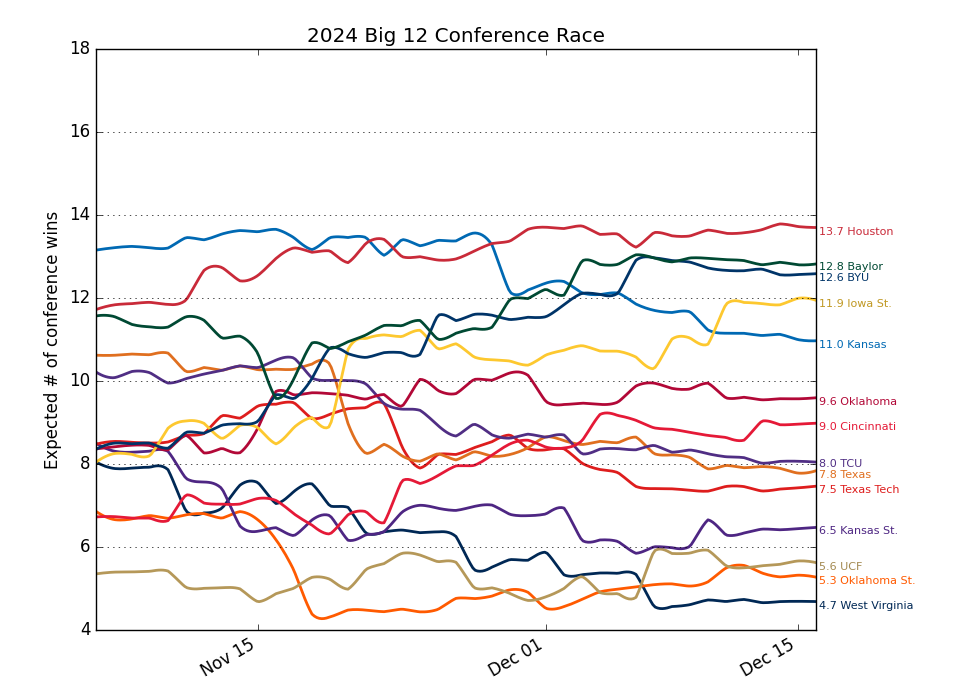 2024 Big 12 Conference Race
Expected # of conference wins
18
16
14
12
10
8
6
4
Nov 15
Dec 01
Dec 15
13.7 Houston
12.8 Baylor
12.6 BYU
11.9 Iowa St.
11.0 Kansas
9.6 Oklahoma
9.0 Cincinnati
8.0 TCU
7.8 Texas
7.5 Texas Tech
6.5 Kansas St.
5.6 UCF
5.3 Oklahoma St.
4.7 West Virginia